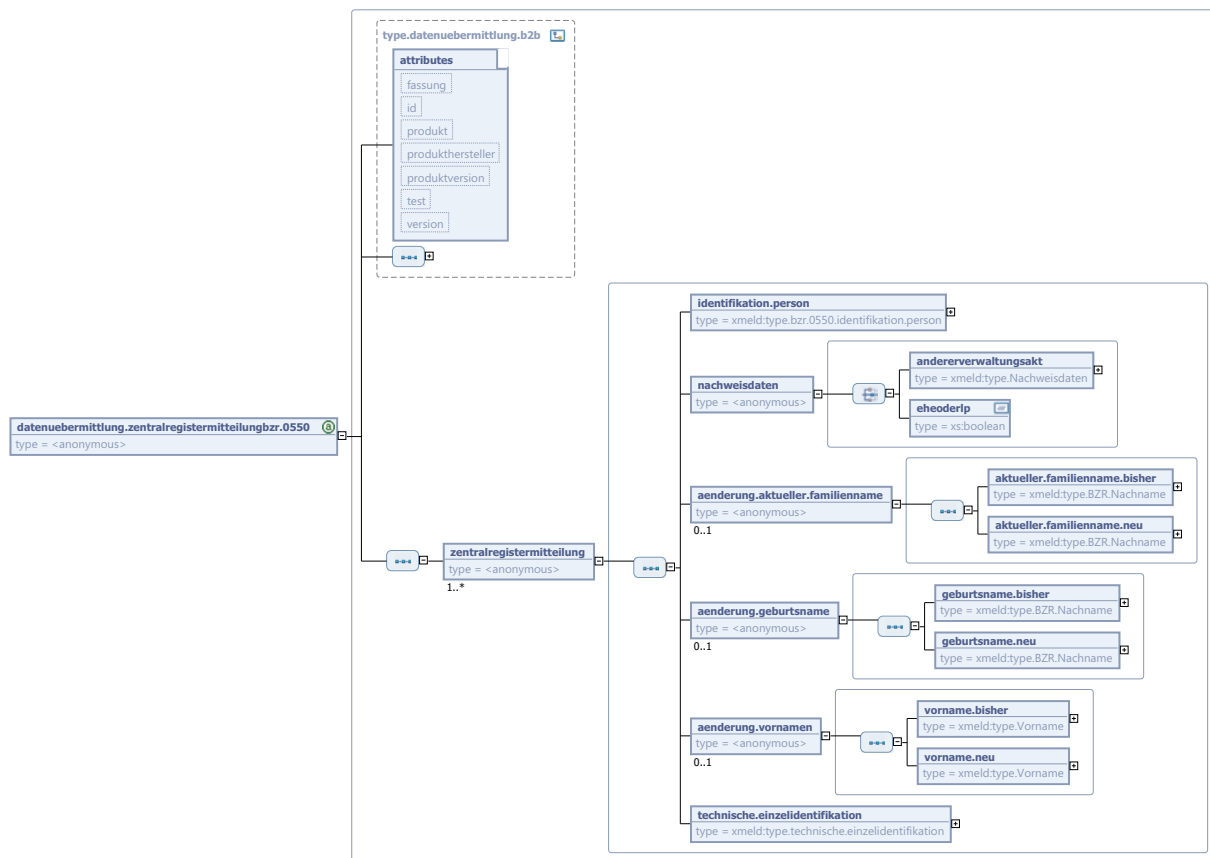 type.datenuebermittlung.b2b
attributes
fassung
id
produkt
produkthersteller
produktversion
test
version
datenuebermittlung.zentralregistermitteilungbzr.0550
type = <anonymous>
zentralregistermitteilung
type = <anonymous>
1..*
identifikation.person
type = xmeld:type.bzr.0550.identifikation.person
nachweisdaten
type = <anonymous>
andererverwaltungsakt
type = xmeld:type.Nachweisdaten
eheoderlp
type = xs:boolean
aenderung.aktueller.familienname
type = <anonymous>
0..1
aktueller.familienname.bisher
type = xmeld:type.BZR.Nachname
aktueller.familienname.neu
type = xmeld:type.BZR.Nachname
aenderung.geburtsname
type = <anonymous>
0..1
geburtsname.bisher
type = xmeld:type.BZR.Nachname
geburtsname.neu
type = xmeld:type.BZR.Nachname
aenderung.vornamen
type = <anonymous>
0..1
vorname.bisher
type = xmeld:type.Vorname
vorname.neu
type = xmeld:type.Vorname
technische.einzelidentifikation
type = xmeld:type.technische.einzelidentifikation